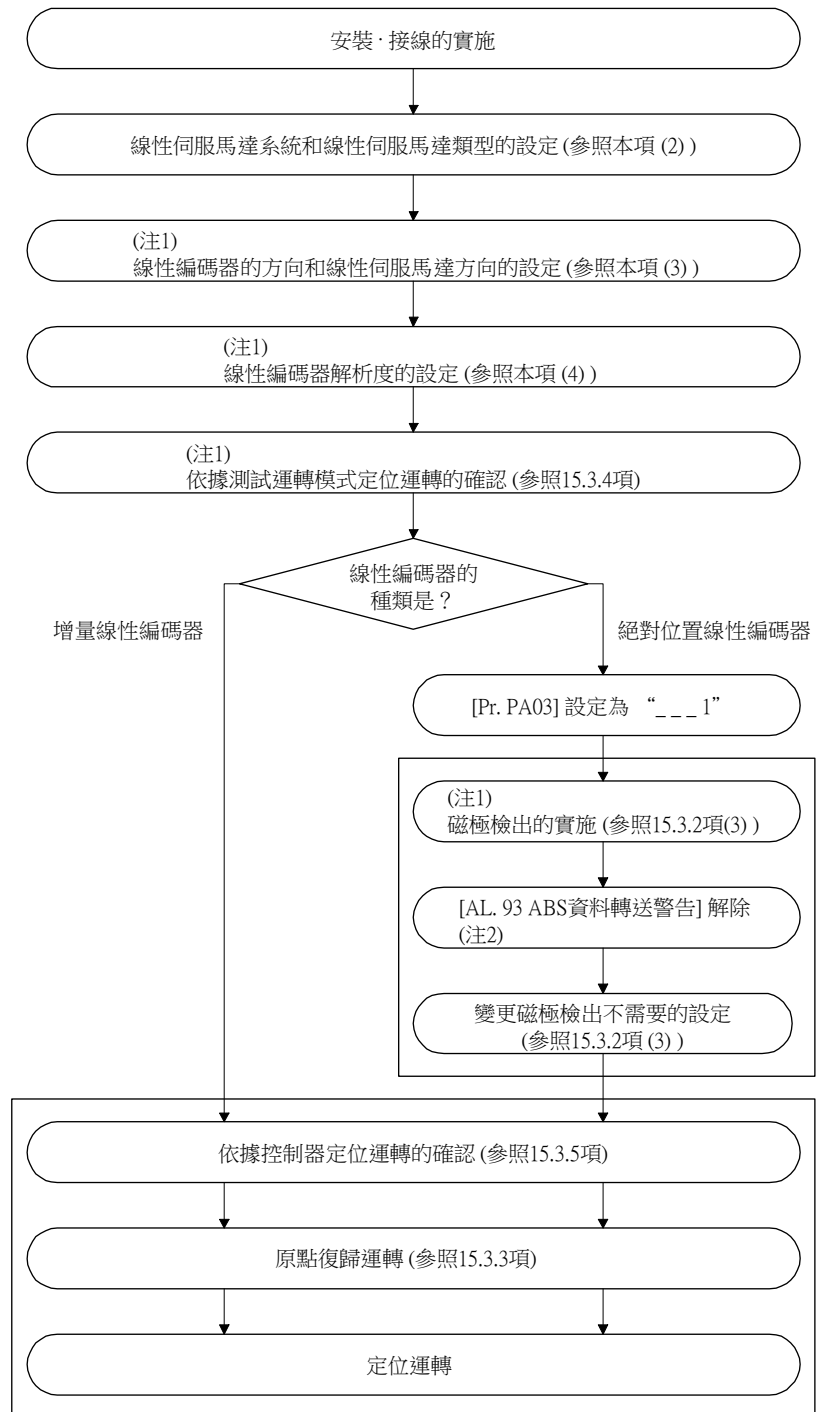 安裝 · 接線的實施
線性伺服馬達系統和線性伺服馬達類型的設定 (參照本項 (2) )
(注1)
線性編碼器的方向和線性伺服馬達方向的設定 (參照本項 (3) )
(注1)
線性編碼器解析度的設定 (參照本項 (4) )
(注1)
依據測試運轉模式定位運轉的確認 (參照15.3.4項)
線性編碼器的
種類是？
增量線性編碼器
絕對位置線性編碼器
[Pr. PA03] 設定為 “_ _ _ 1”
(注1)
磁極檢出的實施 (參照15.3.2項(3) )
[AL. 93 ABS資料轉送警告] 解除
(注2)
變更磁極檢出不需要的設定
(參照15.3.2項 (3) )
依據控制器定位運轉的確認 (參照15.3.5項)
原點復歸運轉 (參照15.3.3項)
定位運轉